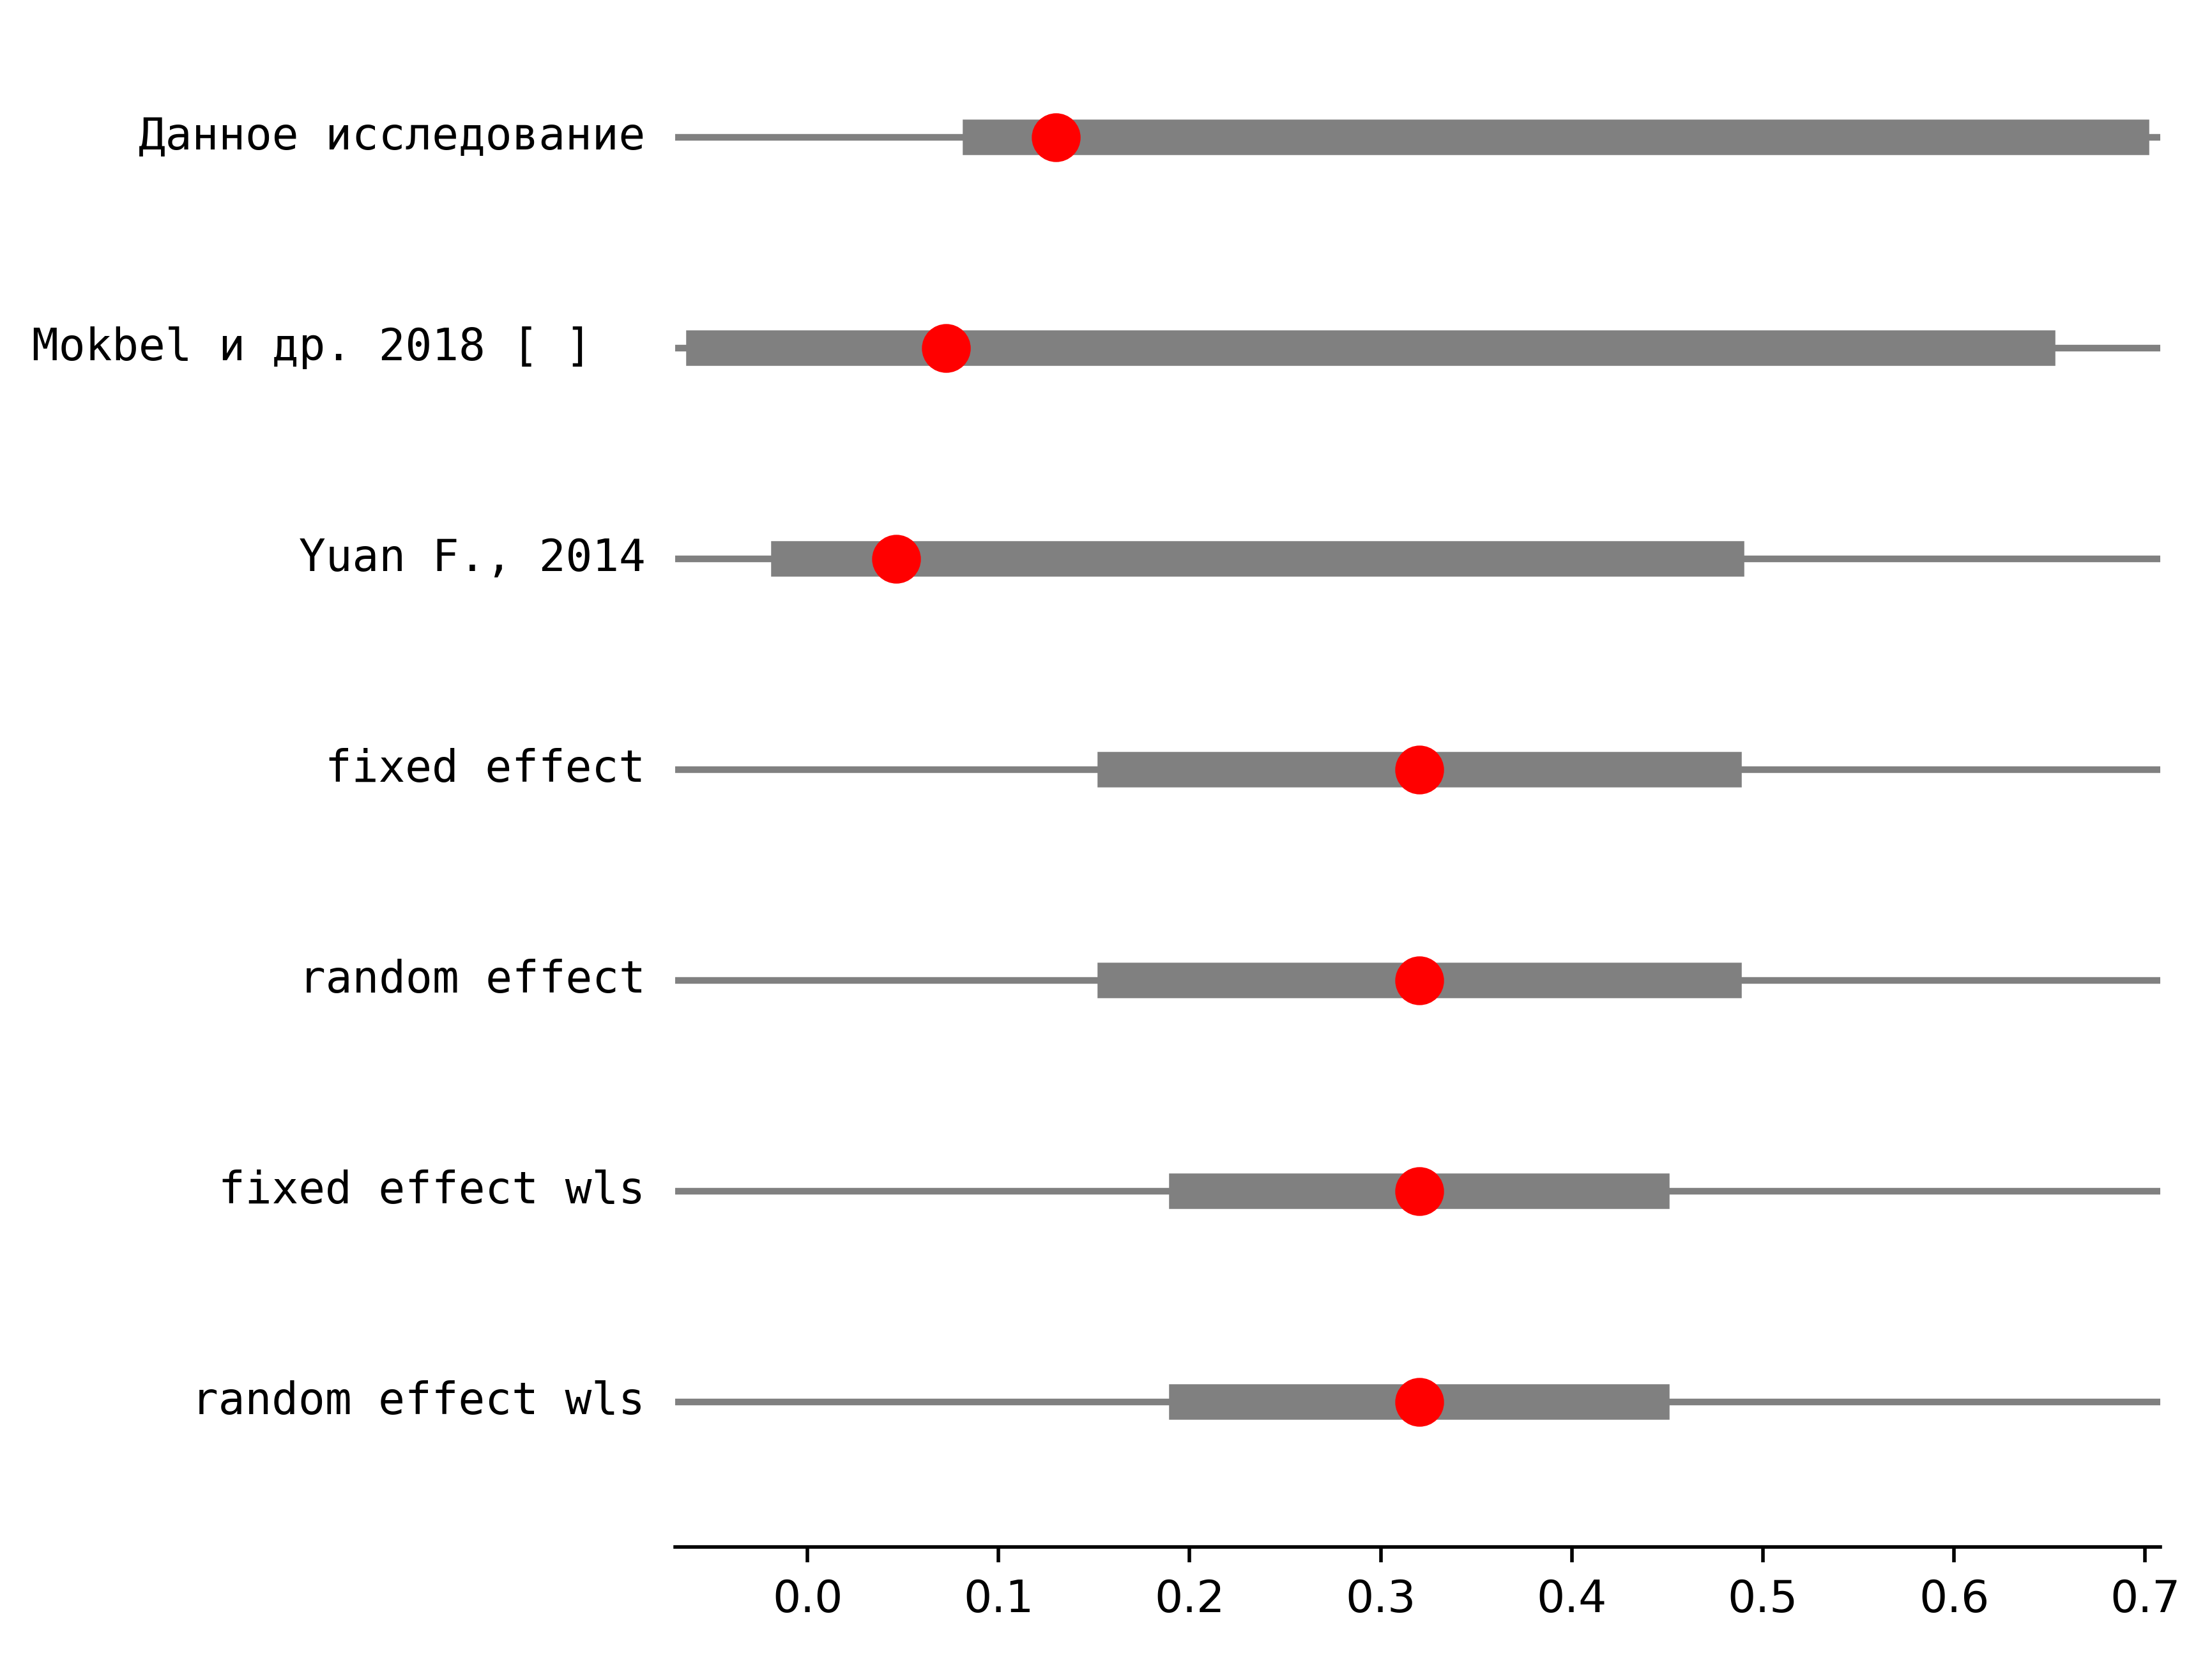 Данное исследование
Mokbel и др. 2018 [ ]
Yuan F., 2014
fixed effect
random effect
fixed effect wls
random effect wls
0.0 0.1 0.2 0.3 0.4 0.5 0.6 0.7